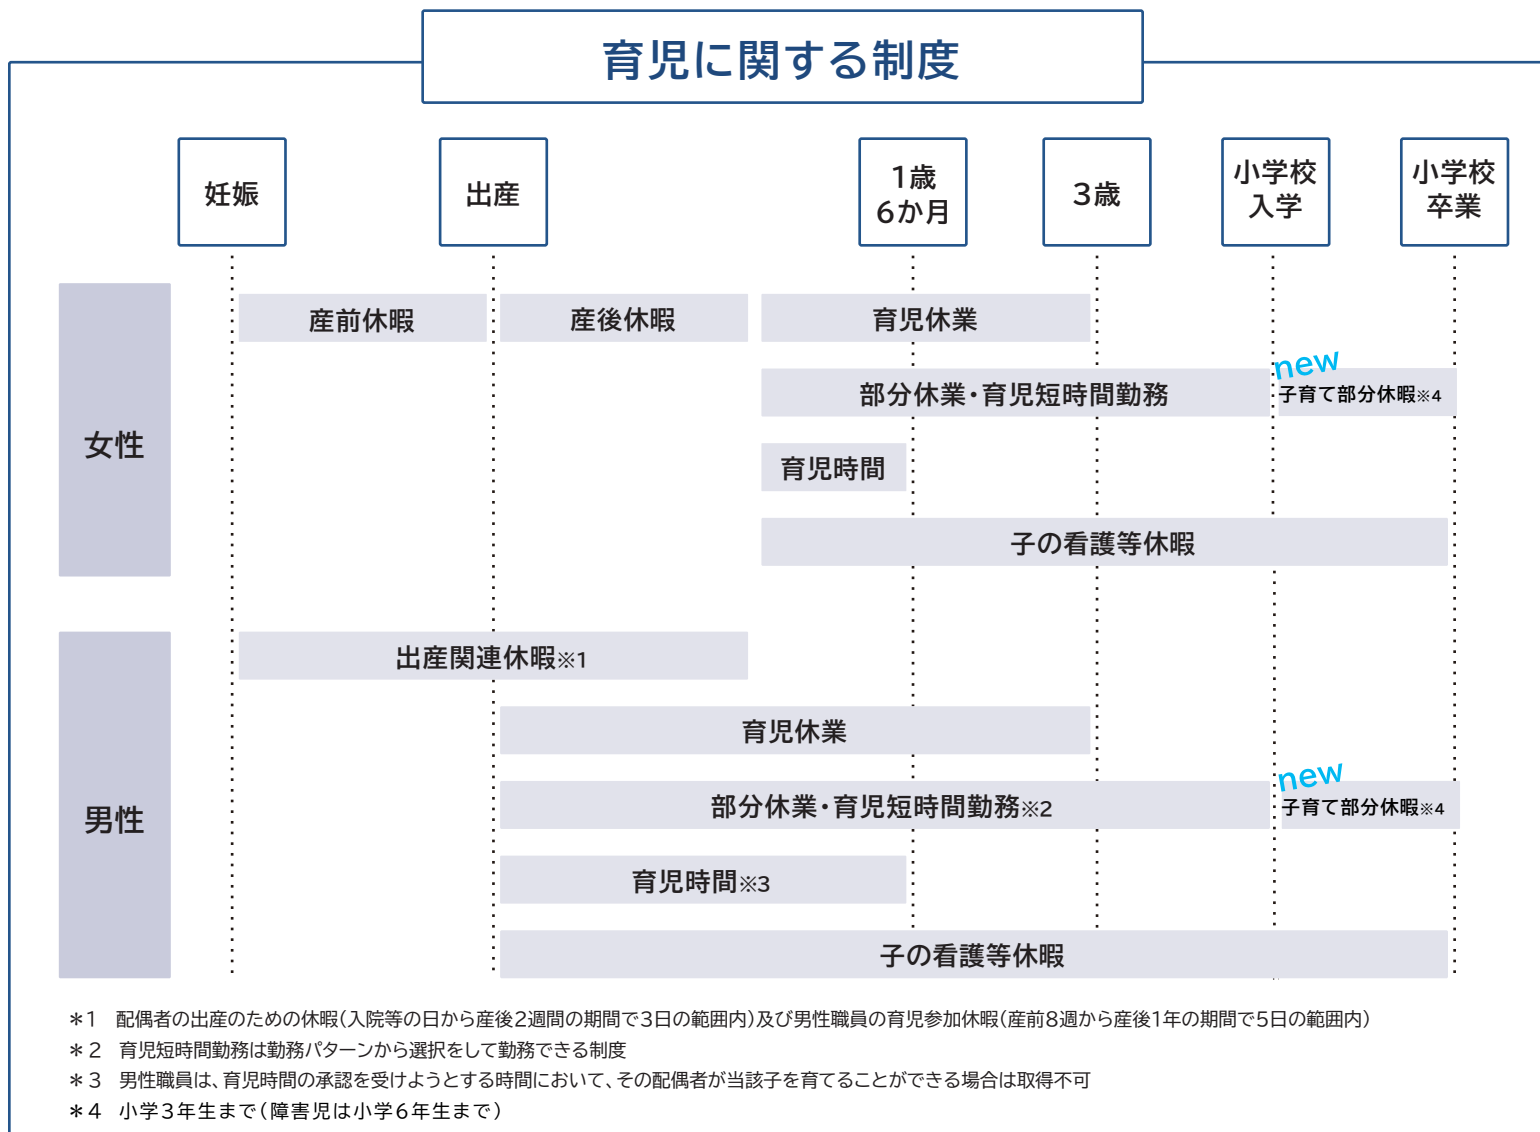 育児に関する制度
妊娠
出産
1歳
6か月
3歳
小学校
入学
小学校
卒業
女性
産前休暇
産後休暇
育児休業
部分休業・育児短時間勤務
new
子育て部分休暇※4
育児時間
子の看護等休暇
男性
出産関連休暇※1
育児休業
部分休業・育児短時間勤務※2
new
子育て部分休暇※4
育児時間※3
子の看護等休暇
＊1　配偶者の出産のための休暇（入院等の日から産後2週間の期間で3日の範囲内）及び男性職員の育児参加休暇（産前8週から産後1年の期間で5日の範囲内）
＊2　育児短時間勤務は勤務パターンから選択をして勤務できる制度
＊3　男性職員は、育児時間の承認を受けようとする時間において、その配偶者が当該子を育てることができる場合は取得不可
＊4　小学3年生まで（障害児は小学6年生まで）